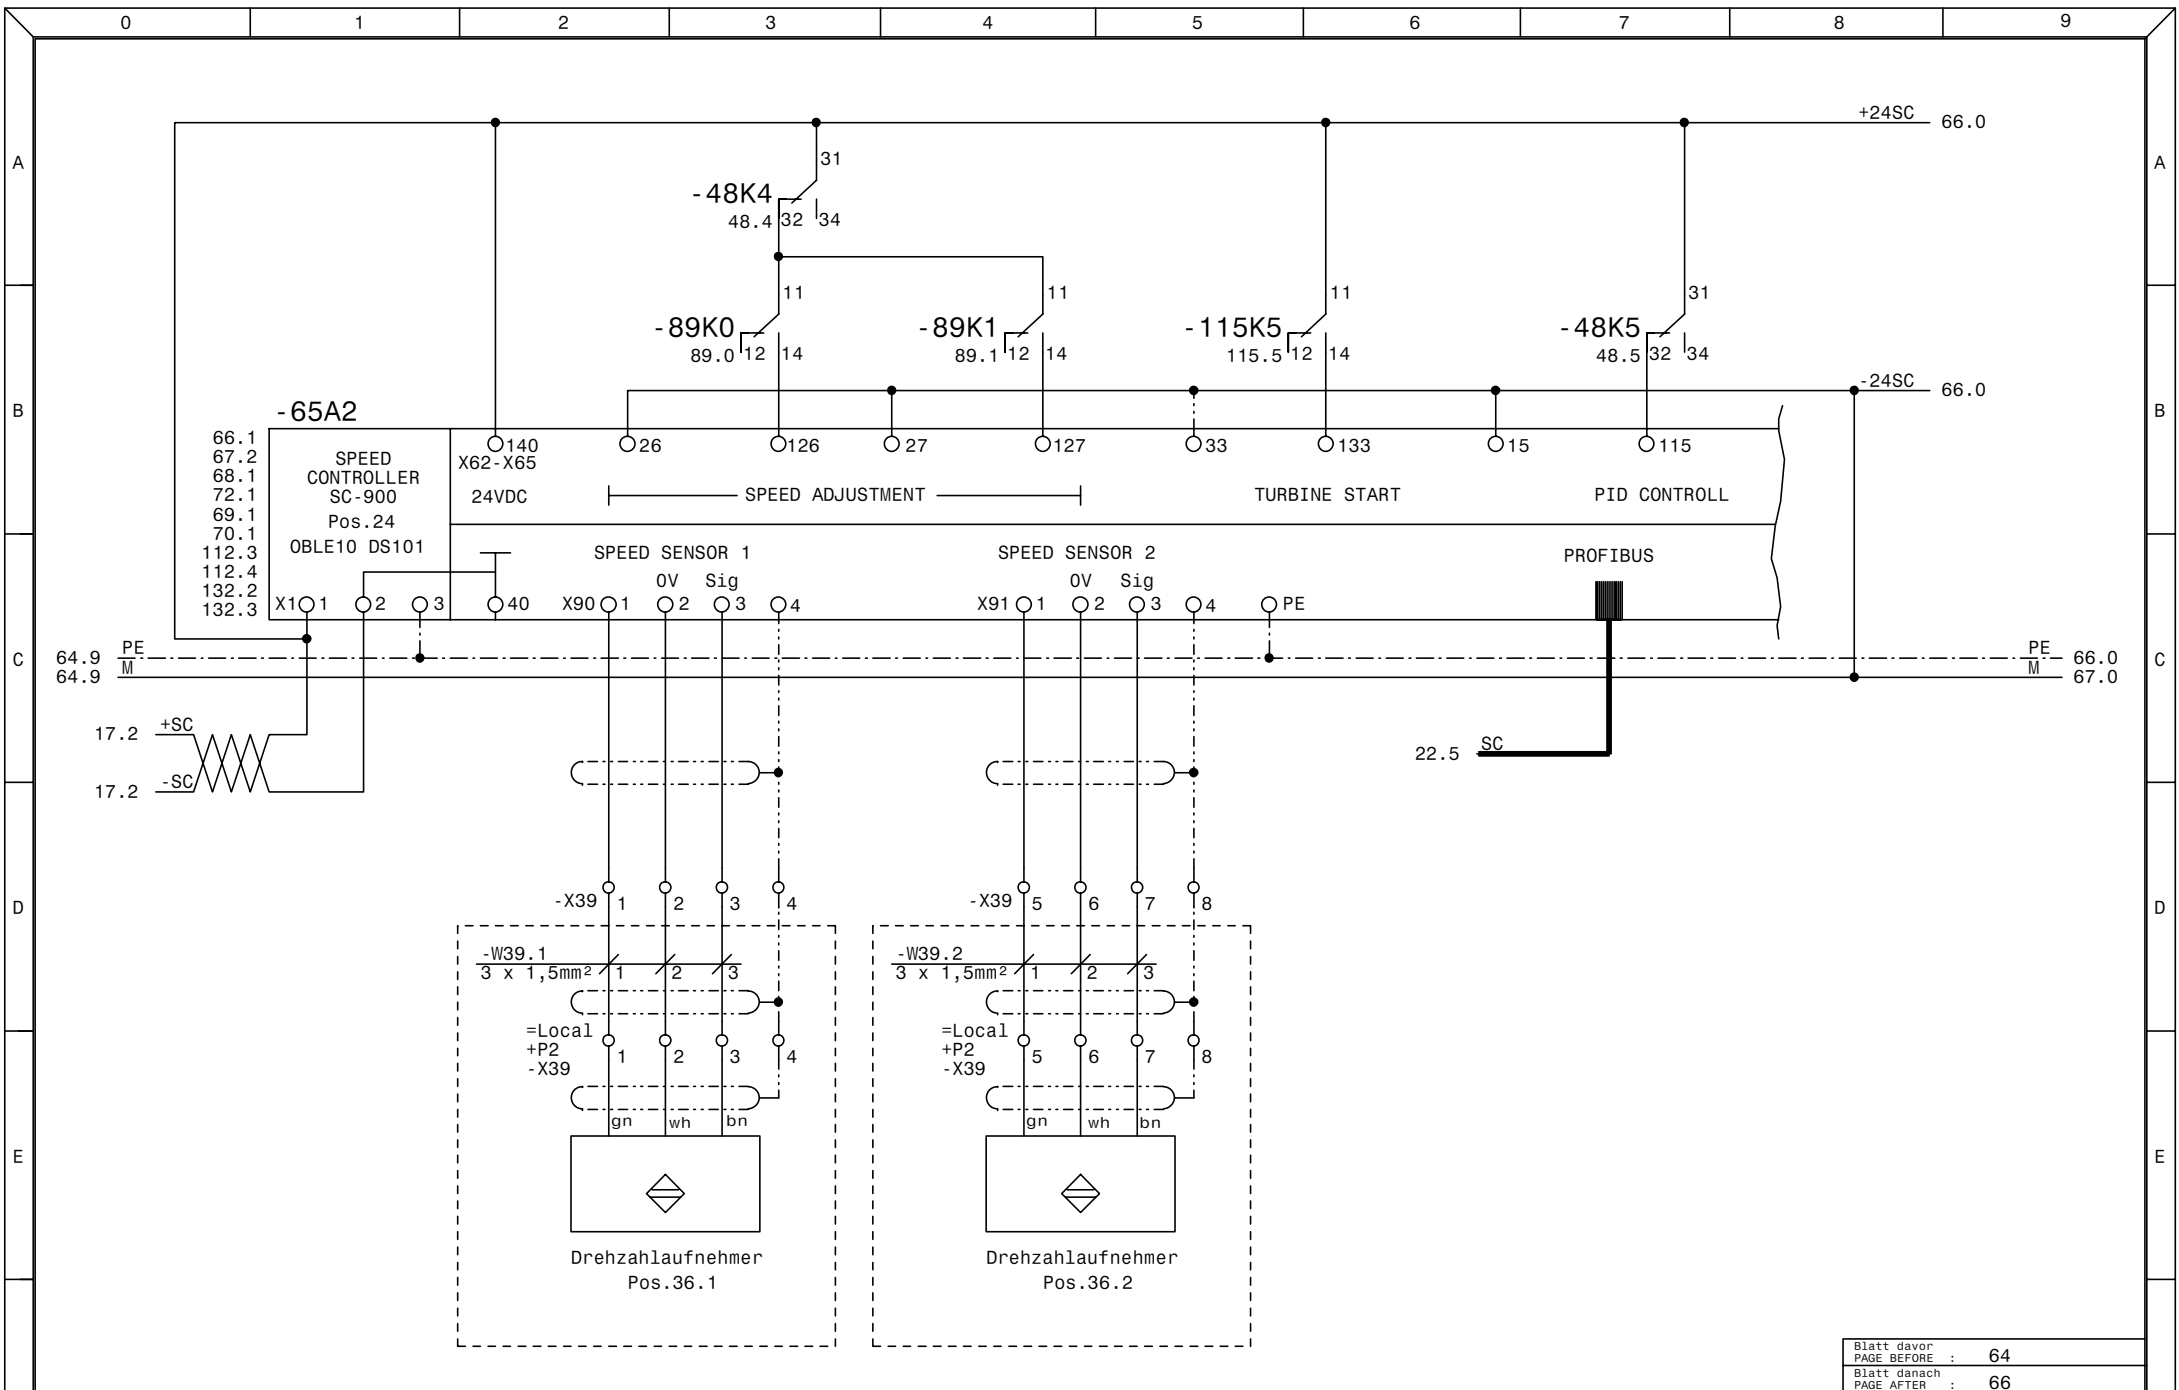 0 1 2 3 4 5 6 7 8 9
+24SC 66.0
A A
31
-48K4
48.4 32 34
11 11 11 31
-89K0 -89K1 -115K5 -48K5
89.0 12 14 89.1 12 14 115.5 12 14 48.5 32 34
-24SC 66.0
B B
-65A2
66.1
67.2
68.1
72.1
69.1
70.1
112.3
112.4
132.2
132.3
SPEED
CONTROLLER
SC-900
Pos.24
OBLE10 DS101
140 26 126 27 127 33 133 15 115
X62-X65
24VDC SPEED ADJUSTMENT TURBINE START PID CONTROLL
SPEED SENSOR 1 SPEED SENSOR 2 PROFIBUS
0V Sig 0V Sig
X1 1 2 3 40 X90 1 2 3 4 X91 1 2 3 4 PE
C C
64.9 PE PE 66.0
64.9 M M 67.0
17.2 +SC
17.2 -SC
22.5 SC
D D
-X39 1 2 3 4 -X39 5 6 7 8
-W39.1 -W39.2
3 x 1,5mm² 1 2 3 3 x 1,5mm² 1 2 3
=Local =Local
+P2 +P2
-X39 1 2 3 4 -X39 5 6 7 8
gn wh bn gn wh bn
E E
Drehzahlaufnehmer Drehzahlaufnehmer
Pos.36.1 Pos.36.2
Blatt davor
PAGE BEFORE : 64
Blatt danach
PAGE AFTER : 66